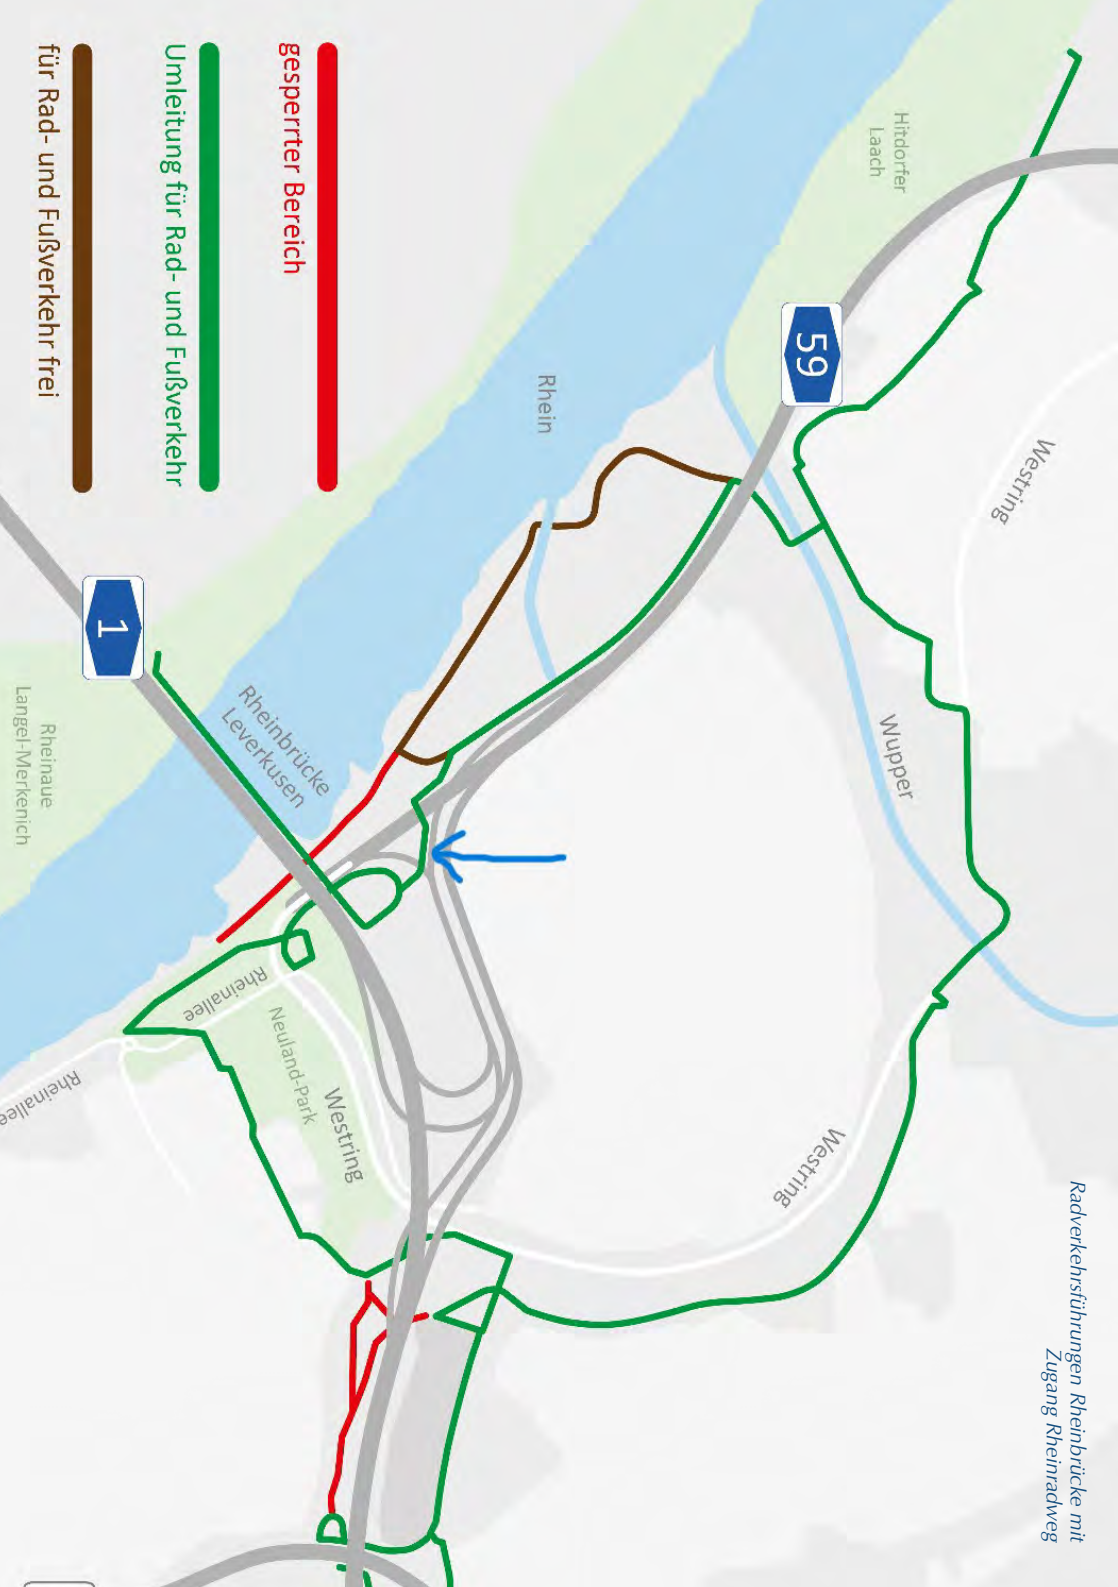 Radverkehrsführungen Rheinbrücke mit
Zugang Rheinradweg
Hitdorfer
Laach
59
Westring
Rhein
Wupper
1
Rheinbrücke
Leverkusen
Rheinaue
Langel-Merkenich
Rheinallee
Neuland-Park
Westring
Rheinallee
Westring
gesperrter Bereich
Umleitung für Rad- und Fußverkehr
für Rad- und Fußverkehr frei